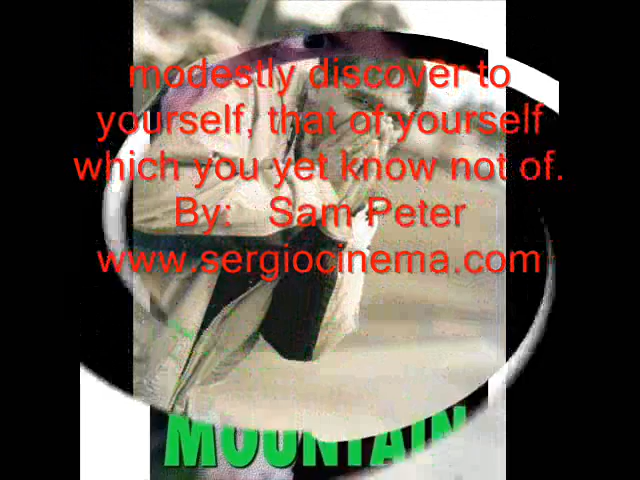 modestly discover to
yourself, that of yourself
which you yet know not of.
By: Sam Peter
www.sergiocinema.com
MOUNTAIN